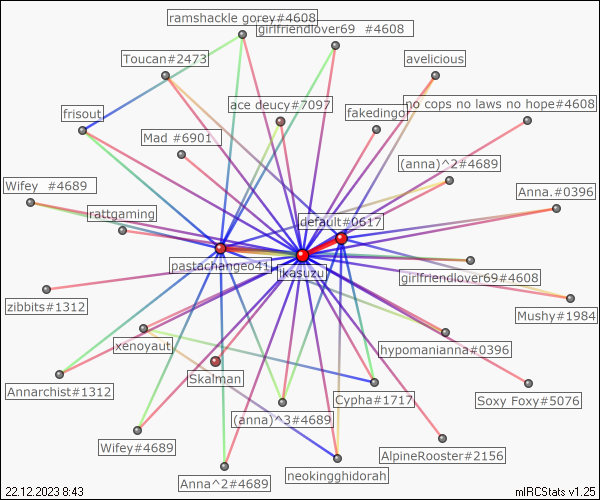 ramshackle gorey#4608
girlfriendlover69 #4608
Toucan#2473
avelicious
ace deucy#7097
no cops no laws no hope#4608
frisout
fakedingo
Mad #6901
(anna)^2#4689
Wifey #4689
Anna.#0396
rattgaming
default#0617
pastachangeo41
ikasuzu
girlfriendlover69#4608
zibbits#1312
Mushy#1984
xenoyaut
hypomanianna#0396
Skalman
Annarchist#1312
Cypha#1717
Soxy Foxy#5076
(anna)^3#4689
Wifey#4689
AlpineRooster#2156
neokingghidorah
Anna^2#4689
22.12.2023 8:43
mIRCStats v1.25